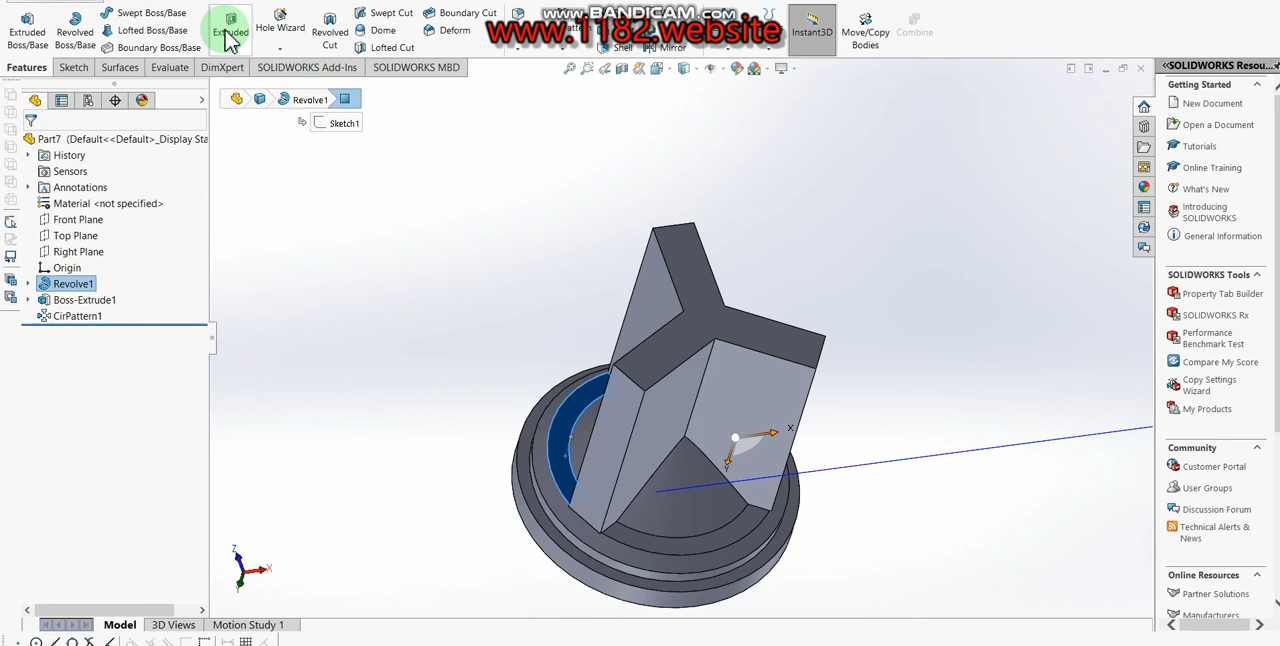 www.BANDICAM.com
www.1182.website
Extruded Boss/Base
Revolved Boss/Base
Swept Boss/Base
Lofted Boss/Base
Boundary Boss/Base
Extruded
Hole Wizard
Revolved Cut
Swept Cut
Dome
Lofted Cut
Boundary Cut
Deform
Shell
Mirror
Instant3D
Move/Copy Bodies
Combine
Features
Sketch
Surfaces
Evaluate
DimXpert
SOLIDWORKS Add-Ins
SOLIDWORKS MBD
Revolve1
Sketch1
Part7 (Default<<Default>_Display Sta
History
Sensors
Annotations
Material <not specified>
Front Plane
Top Plane
Right Plane
Origin
Revolve1
Boss-Extrude1
CirPattern1
X
Y
Z
X
Y
Model
3D Views
Motion Study 1
SOLIDWORKS Resou...
Getting Started
New Document
Open a Document
Tutorials
Online Training
What's New
Introducing
SOLIDWORKS
General Information
SOLIDWORKS Tools
Property Tab Builder
SOLIDWORKS Rx
Performance
Benchmark Test
Compare My Score
Copy Settings
Wizard
My Products
Community
Customer Portal
User Groups
Discussion Forum
Technical Alerts &
News
Online Resources
Partner Solutions